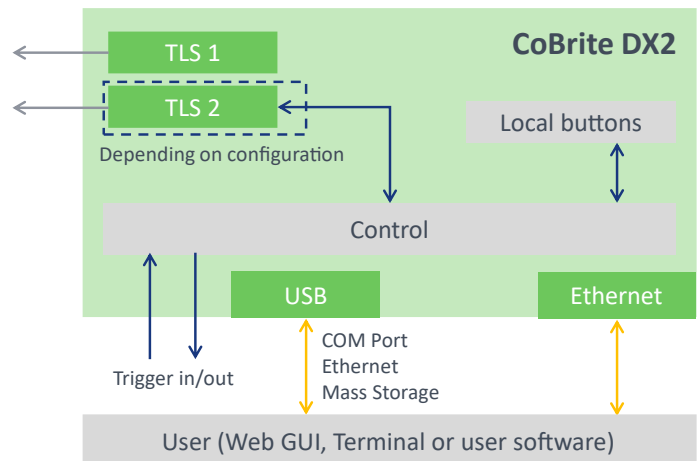 CoBrite DX2
TLS 1
TLS 2
Depending on configuration
Local buttons
Control
USB
Ethernet
Trigger in/out
COM Port
Ethernet
Mass Storage
User (Web GUI, Terminal or user software)